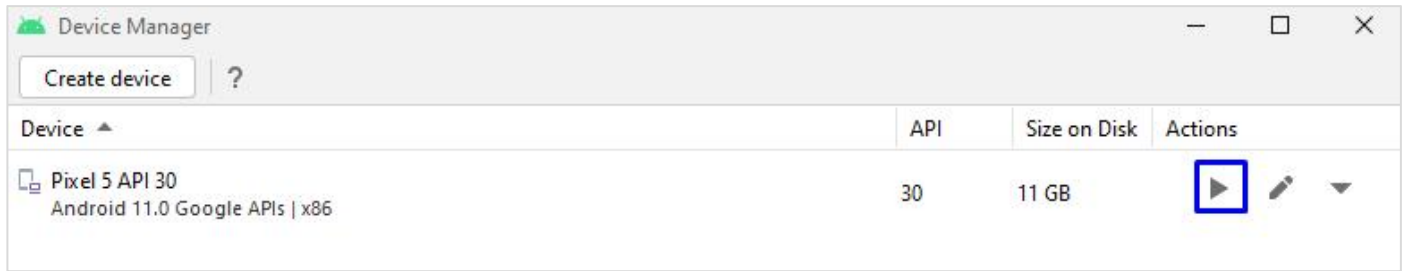 Device Manager
Create device ?
Device API Size on Disk Actions
Pixel 5 API 30
Android 11.0 Google APIs | x86
30 11 GB